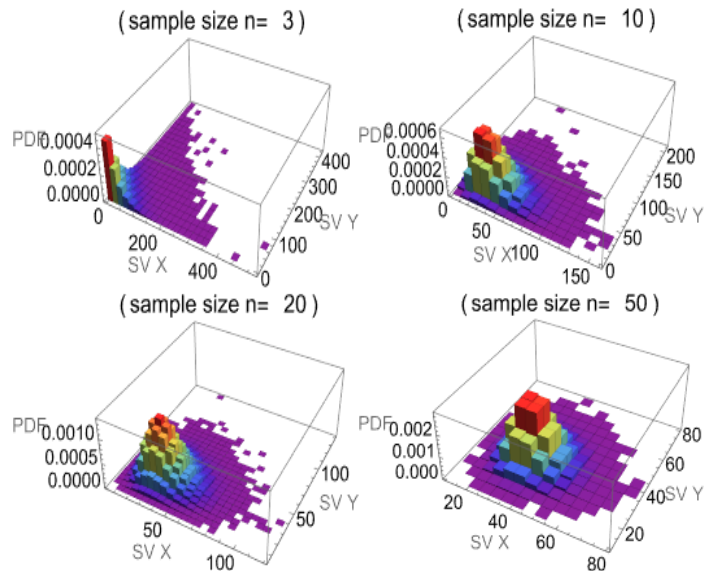 ( sample size n= 3 )
PDF
0.0004
0.0002
0.0000
0
200
400
SV X
0
100
200
300
400
SV Y
( sample size n= 10 )
PDF
0.0006
0.0004
0.0002
0.0000
0
50
100
150
SV X
0
50
100
150
200
SV Y
( sample size n= 20 )
PDF
0.0010
0.0005
0.0000
50
100
SV X
50
100
SV Y
( sample size n= 50 )
PDF
0.002
0.001
0.000
20
40
60
80
SV X
20
40
60
80
SV Y